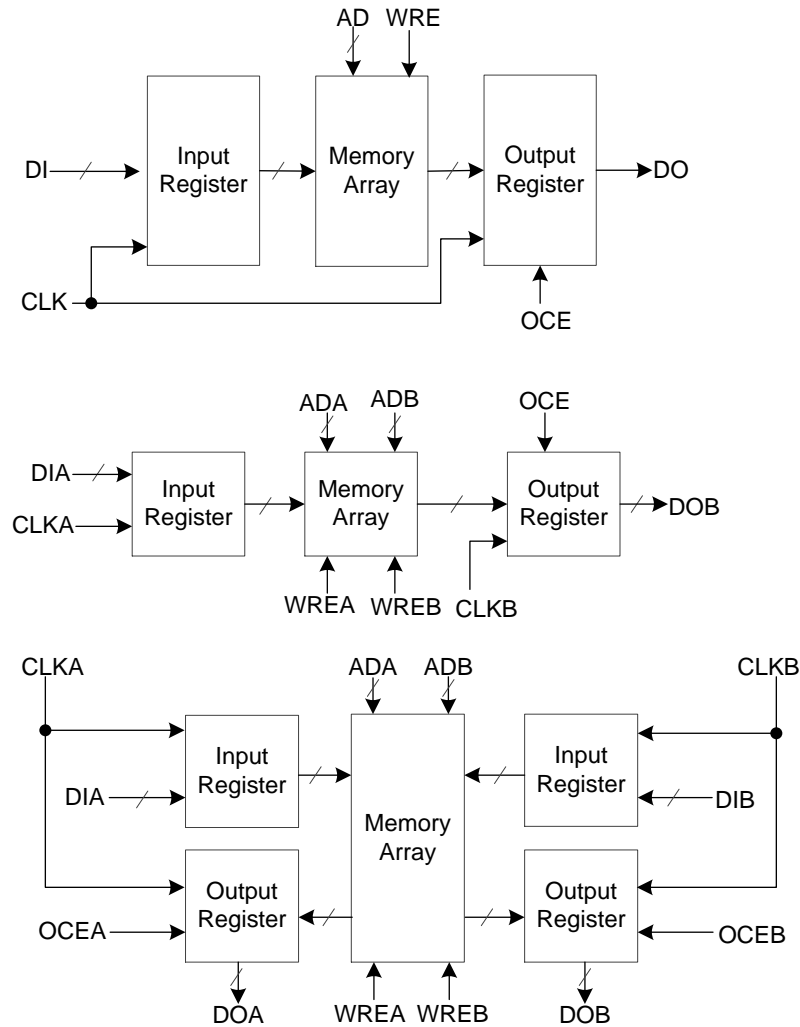 AD WRE
DI
Input
Register
Memory
Array
Output
Register
DO
CLK
OCE
ADA ADB OCE
DIA
CLKA
Input
Register
Memory
Array
Output
Register
DOB
WREA WREB CLKB
CLKA ADA ADB CLKB
Input
Register
Input
Register
DIA
DIB
Memory
Array
Output
Register
Output
Register
OCEA
OCEB
DOA WREA WREB DOB